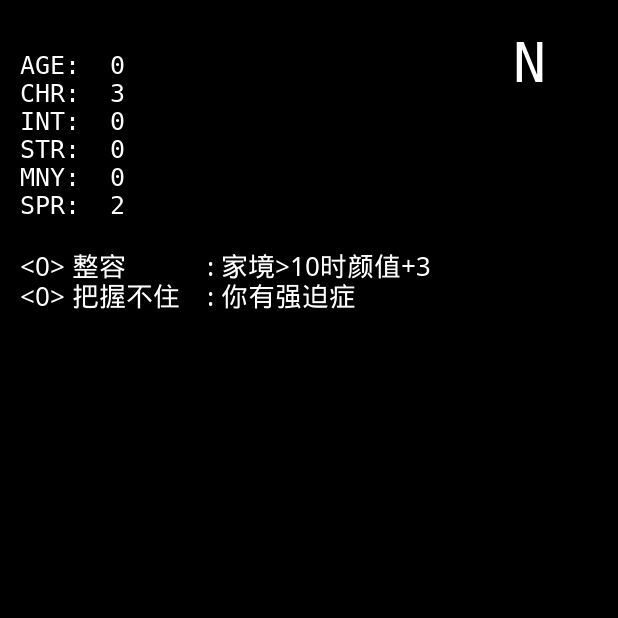 N
AGE: 0
CHR: 3
INT: 0
STR: 0
MNY: 0
SPR: 2
<0> 整容 : 家境>10时颜值+3
<0> 把握不住 : 你有强迫症